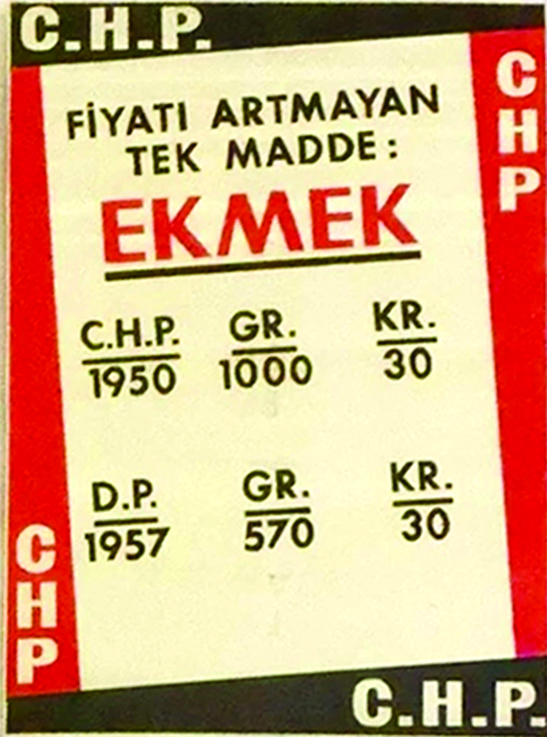 C.H.P.
CHP
FİYATI ARTMAYAN
TEK MADDE:
EKMEK
C.H.P. GR. KR.
1950 1000 30
D.P. GR. KR.
1957 570 30
CHP
C.H.P.